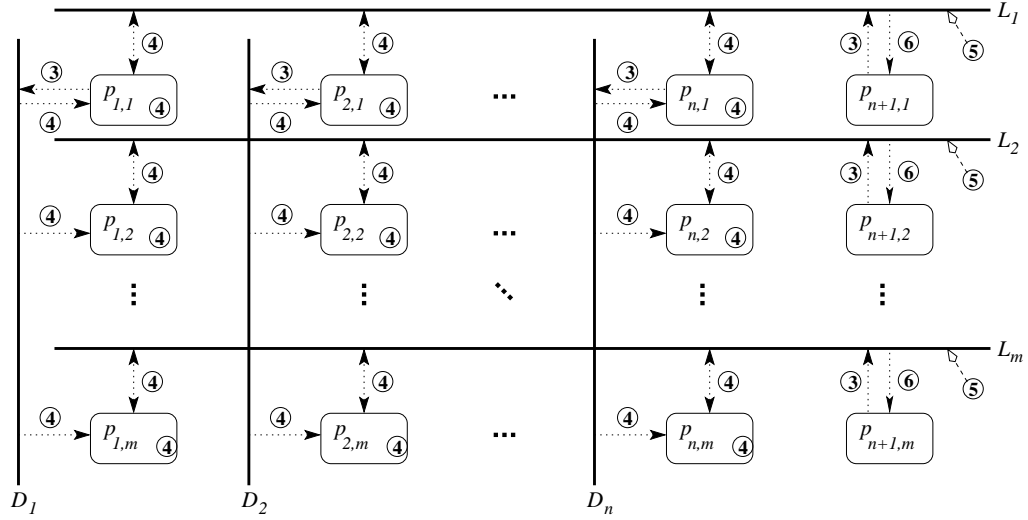 L1
④ ④ ④ ③ ⑥ ⑤
③ ③ ③
p1,1 ④ p2,1 ④ ... pn,1 ④ pn+1,1
④ ④ ④
L2
④ ④ ④ ③ ⑥ ⑤
④ p1,2 ④ ④ p2,2 ④ ... ④ pn,2 ④ pn+1,2
Lm
④ ④ ④ ③ ⑥ ⑤
④ p1,m ④ ④ p2,m ④ ... ④ pn,m ④ pn+1,m
D1 D2 Dn